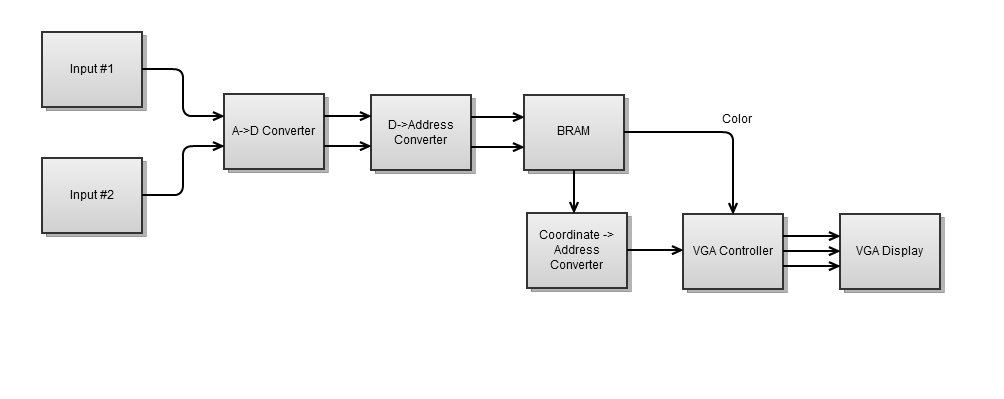 Input #1
Input #2
A->D Converter
D->Address
Converter
BRAM
Color
Coordinate ->
Address
Converter
VGA Controller
VGA Display